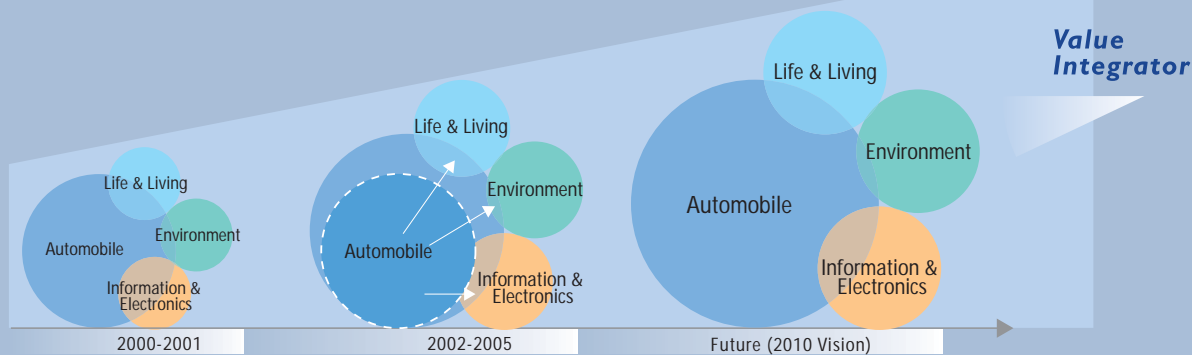 Value
Integrator
Life & Living
Automobile
Environment
Information &
Electronics
2000-2001
Life & Living
Environment
Automobile
Information &
Electronics
2002-2005
Life & Living
Environment
Automobile
Information &
Electronics
Future (2010 Vision)